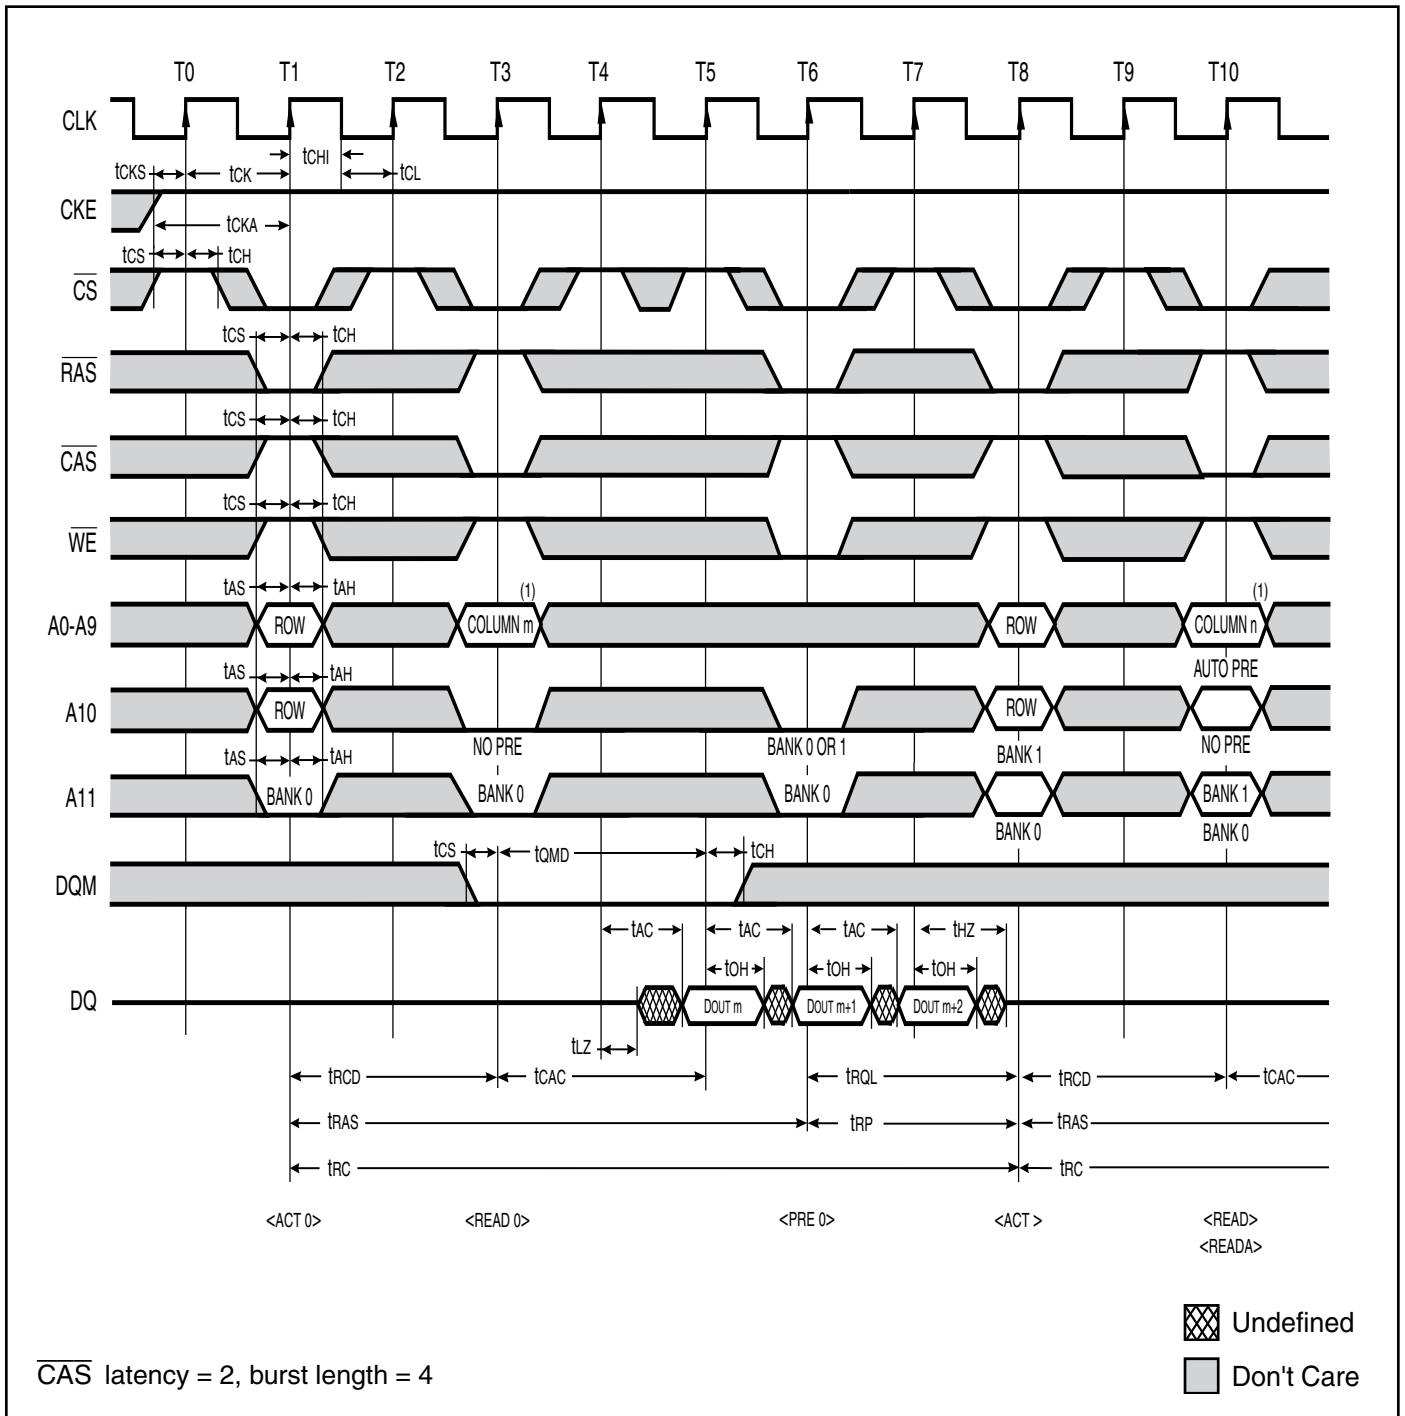 T0 T1 T2 T3 T4 T5 T6 T7 T8 T9 T10
CLK
tCHI
tCKS tCK tCL
CKE
tCKA
tCS tCH
CS
tCS tCH
RAS
tCS tCH
CAS
tCS tCH
WE
tAS tAH (1) (1)
A0-A9 ROW COLUMN m ROW COLUMN n
tAS tAH AUTO PRE
A10 ROW ROW
NO PRE BANK 0 OR 1 BANK 1 NO PRE
tAS tAH
A11 BANK 0 BANK 0 BANK 0 BANK 1
BANK 0 BANK 0
tCS tQMD tCH
DQM
tAC tAC tAC tHZ
tOH tOH tOH
DQ DOUT m DOUT m+1 DOUT m+2
tLZ
tRCD tCAC tRQL tRCD tCAC
tRAS tRP tRAS
tRC tRC
<ACT 0> <READ 0> <PRE 0> <ACT > <READ>
<READA>
Undefined
CAS latency = 2, burst length = 4
Don't Care